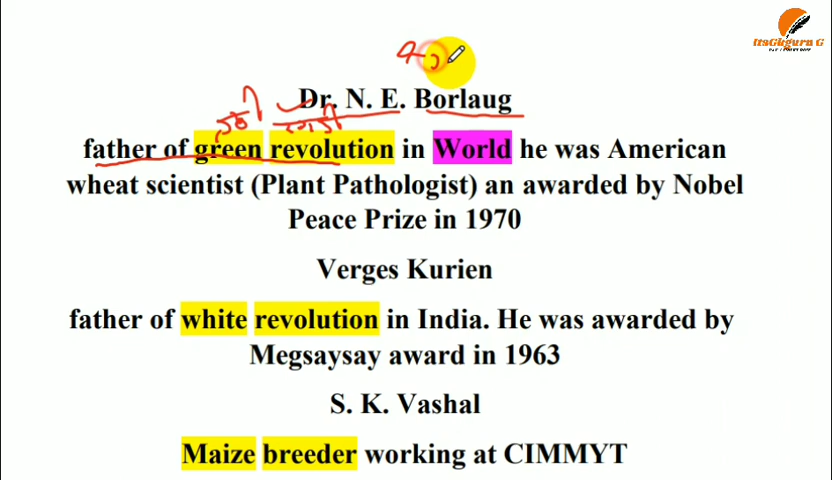 ItsGkguru G
Dr. N. E. Borlaug
father of green revolution in World he was American
wheat scientist (Plant Pathologist) an awarded by Nobel
Peace Prize in 1970
Verges Kurien
father of white revolution in India. He was awarded by
Megsaysay award in 1963
S. K. Vashal
Maize breeder working at CIMMYT